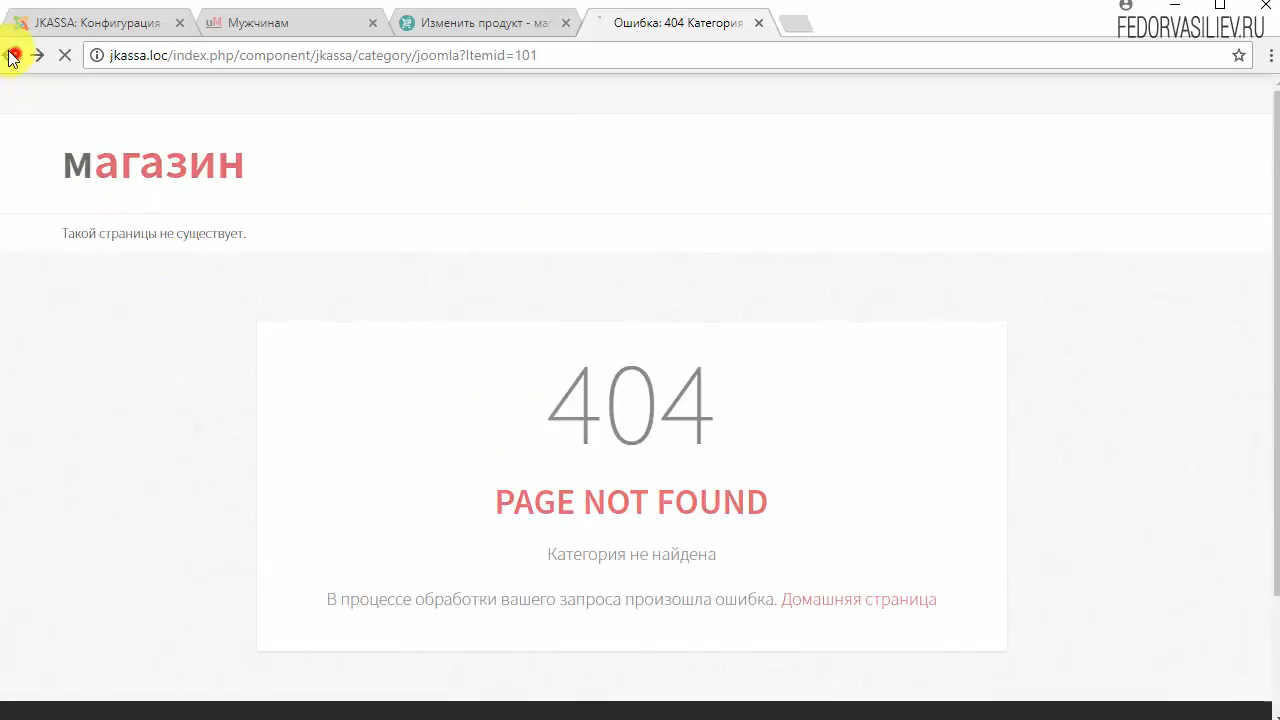 JKASSA: Конфигурация
uM Мужчинам
Изменить продукт - маг
Ошибка: 404 Категория
FEDORVASILIEV.RU
jkassa.loc/index.php/component/jkassa/category/joomla?Itemid=101
магазин
Такой страницы не существует.
404
PAGE NOT FOUND
Категория не найдена
В процессе обработки вашего запроса произошла ошибка. Домашняя страница